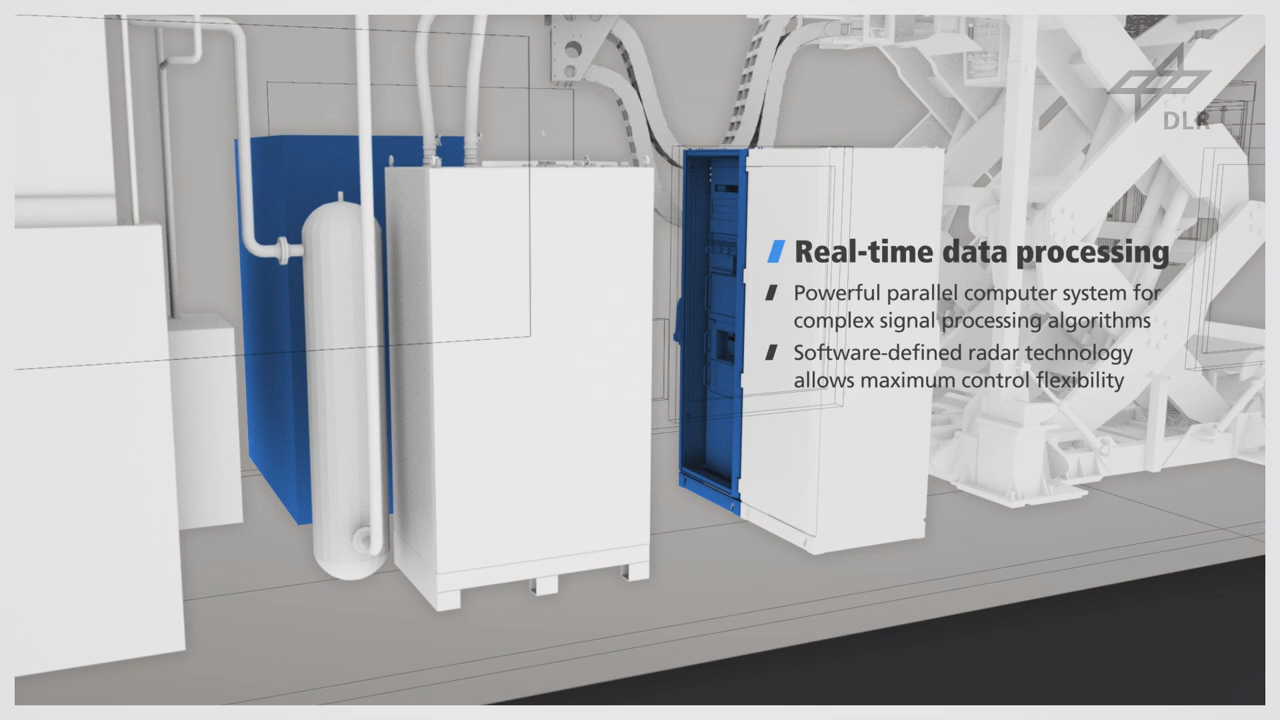 DLR
Real-time data processing
Powerful parallel computer system for
complex signal processing algorithms
Software-defined radar technology
allows maximum control flexibility